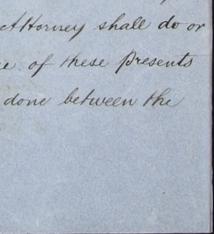 Attorney shall do or
of these presents
done between the